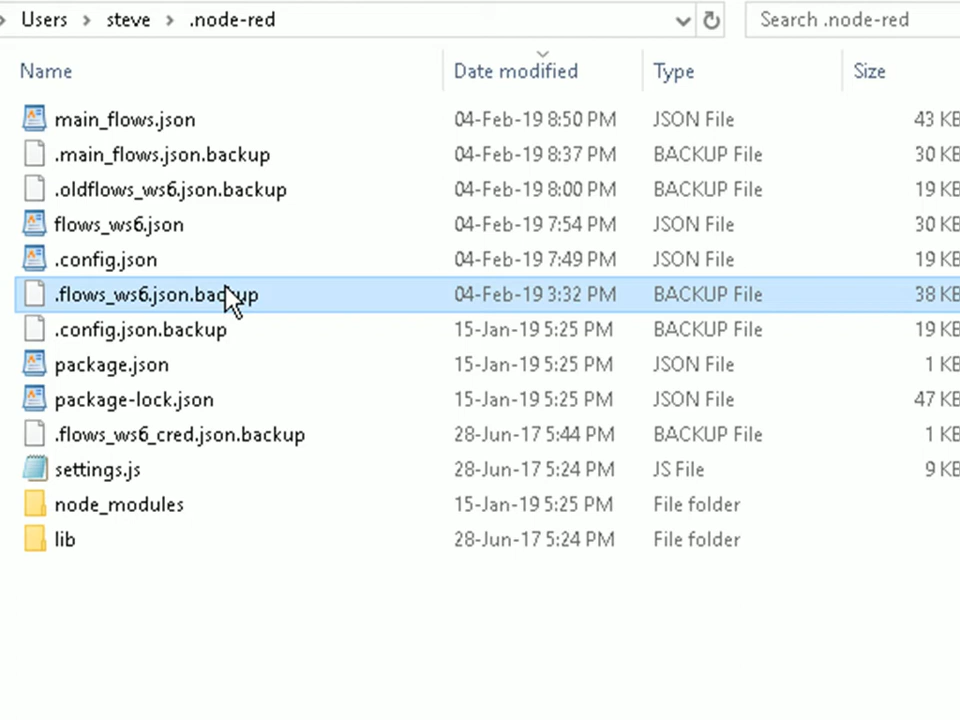 Users > steve > .node-red Search .node-red
Name Date modified Type Size
main_flows.json 04-Feb-19 8:50 PM JSON File 43 KB
.main_flows.json.backup 04-Feb-19 8:37 PM BACKUP File 30 KB
.oldflows_ws6.json.backup 04-Feb-19 8:00 PM BACKUP File 19 KB
flows_ws6.json 04-Feb-19 7:54 PM JSON File 30 KB
.config.json 04-Feb-19 7:49 PM JSON File 19 KB
.flows_ws6.json.backup 04-Feb-19 3:32 PM BACKUP File 38 KB
.config.json.backup 15-Jan-19 5:25 PM BACKUP File 19 KB
package.json 15-Jan-19 5:25 PM JSON File 1 KB
package-lock.json 15-Jan-19 5:25 PM JSON File 47 KB
.flows_ws6_cred.json.backup 28-Jun-17 5:44 PM BACKUP File 1 KB
settings.js 28-Jun-17 5:24 PM JS File 9 KB
node_modules 15-Jan-19 5:25 PM File folder
lib 28-Jun-17 5:24 PM File folder